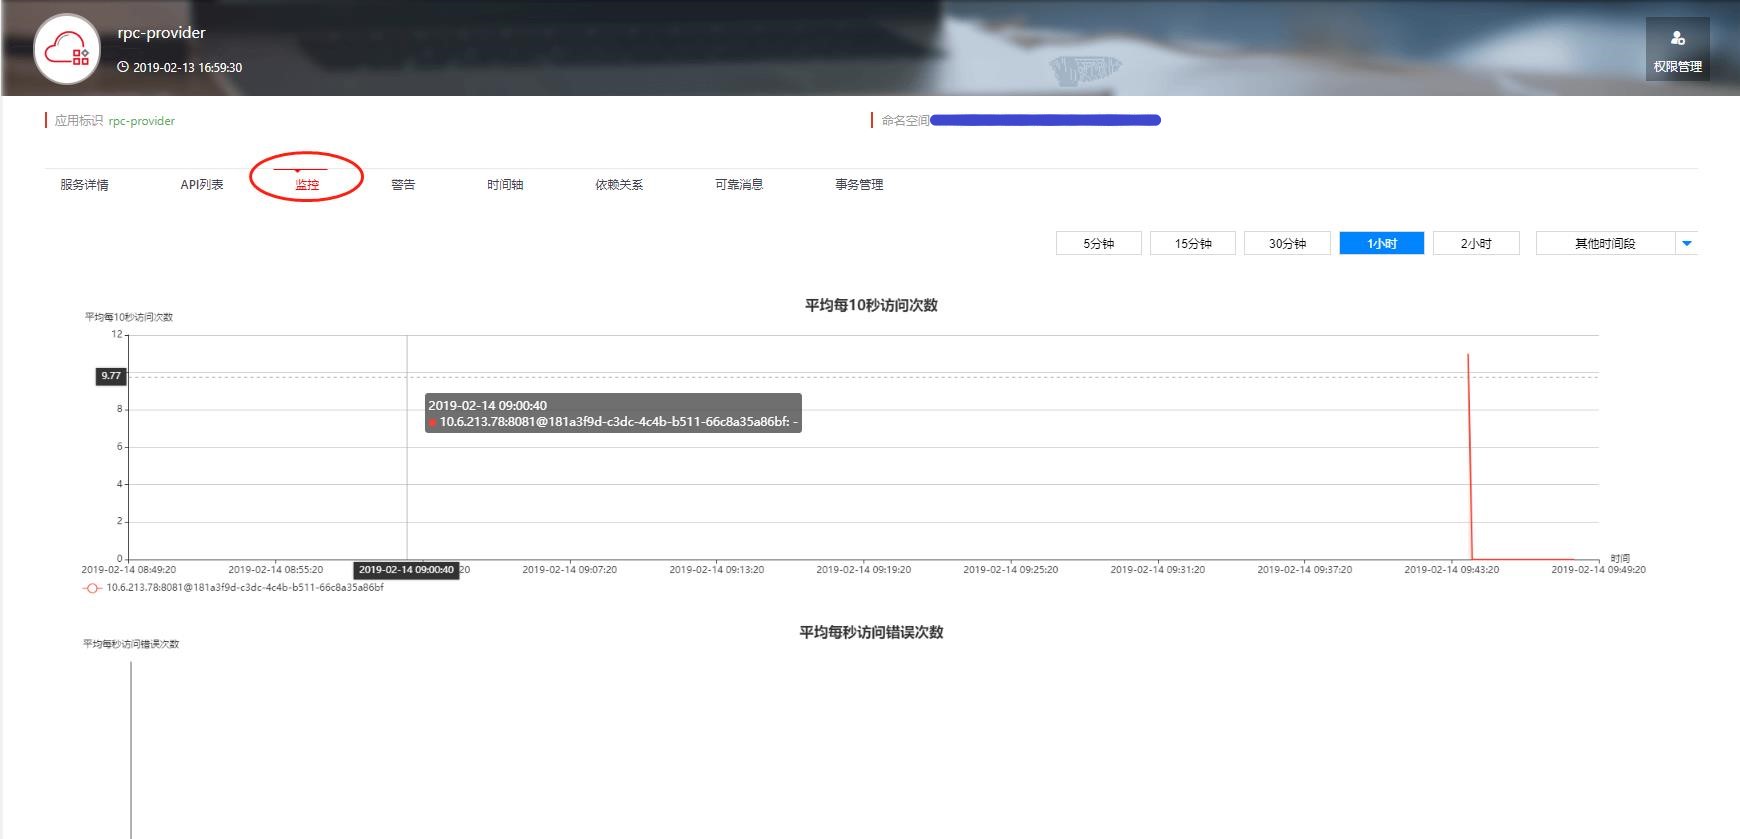 rpc-provider
2019-02-13 16:59:30
权限管理
应用标识 rpc-provider
命名空间
服务详情 API列表 监控 警告 时间轴 依赖关系 可靠消息 事务管理
5分钟 15分钟 30分钟 1小时 2小时 其他时间段
平均每10秒访问次数
平均每10秒访问次数
12
9.77
2019-02-14 09:00:40
8
10.6.213.78:8081@181a3f9d-c3dc-4c4b-b511-66c8a35a86bf: -
6
4
2
0
时间
2019-02-14 08:49:20 2019-02-14 08:55:20 2019-02-14 09:00:40 20 2019-02-14 09:07:20 2019-02-14 09:13:20 2019-02-14 09:19:20 2019-02-14 09:25:20 2019-02-14 09:31:20 2019-02-14 09:37:20 2019-02-14 09:43:20 2019-02-14 09:49:20
10.6.213.78:8081@181a3f9d-c3dc-4c4b-b511-66c8a35a86bf
平均每秒访问错误次数
平均每秒访问错误次数